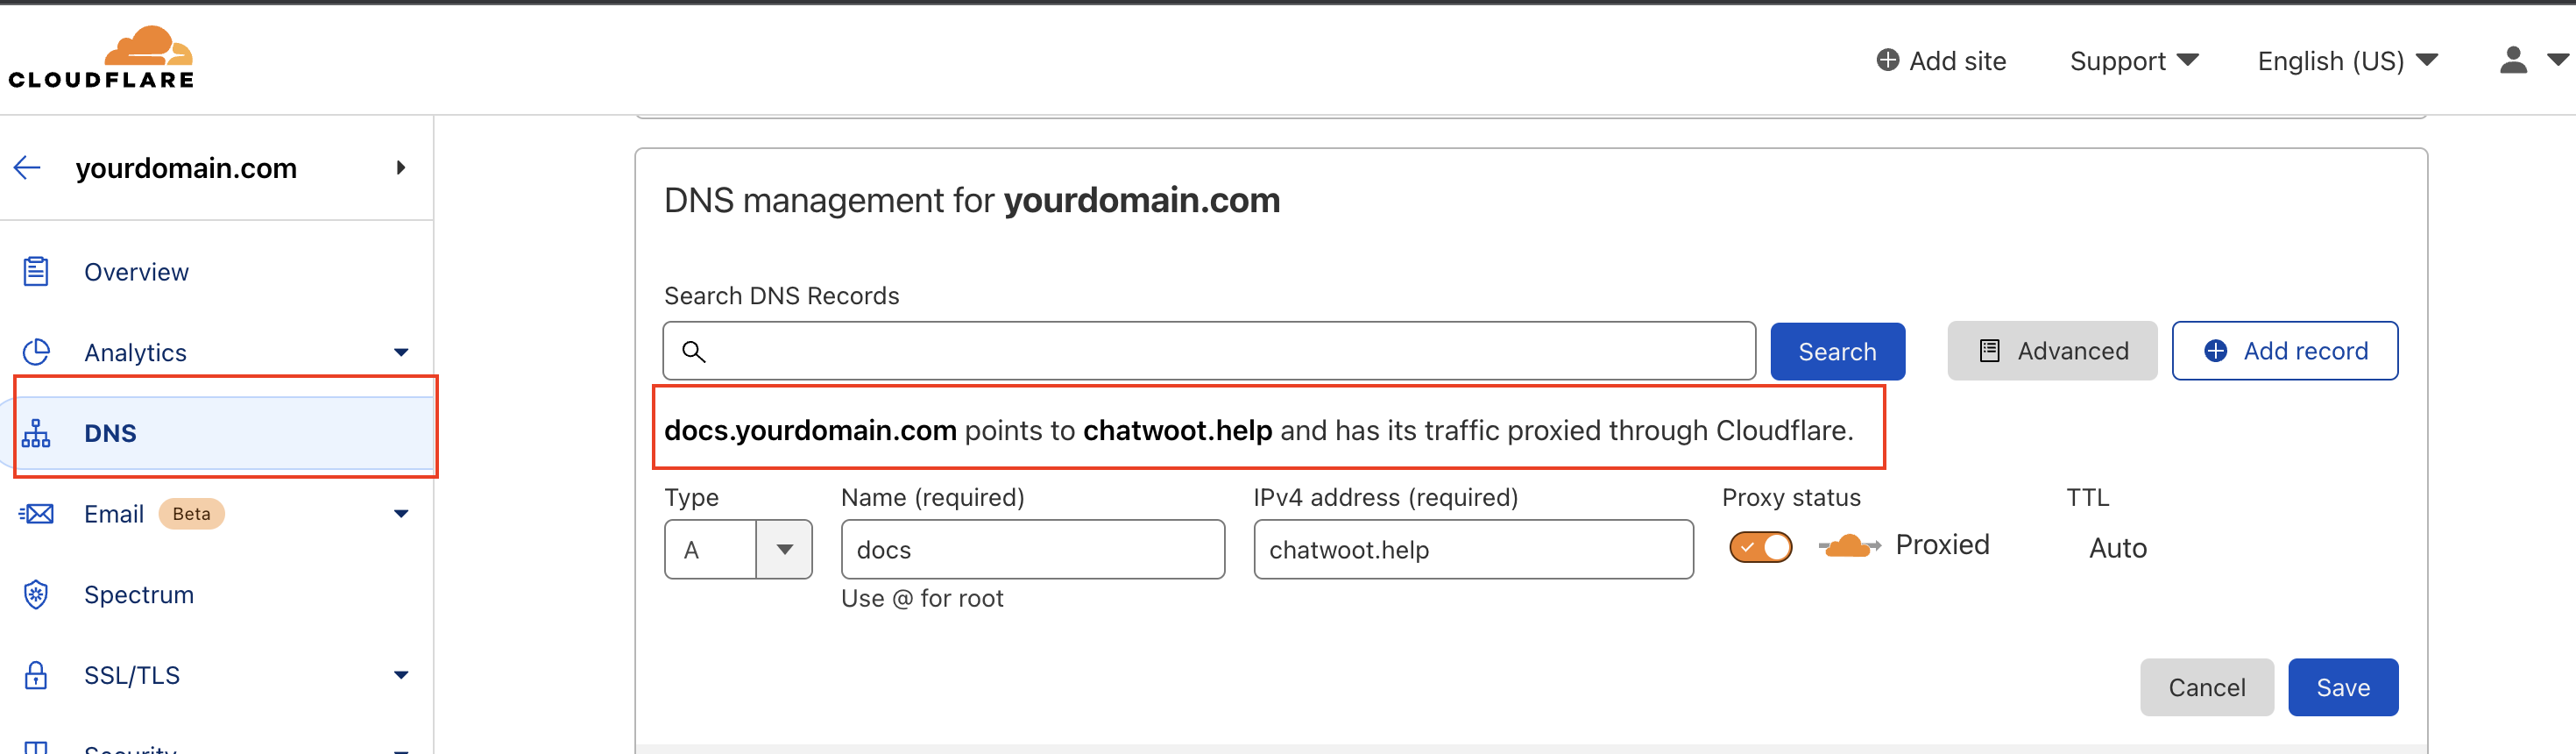 CLOUDFLARE
Add site
Support
English (US)
yourdomain.com
Overview
Analytics
DNS
Email Beta
Spectrum
SSL/TLS
Security
DNS management for yourdomain.com
Search DNS Records
Search
Advanced
Add record
docs.yourdomain.com points to chatwoot.help and has its traffic proxied through Cloudflare.
Type Name (required) IPv4 address (required) Proxy status TTL
A docs chatwoot.help Proxied Auto
Use @ for root
Cancel Save